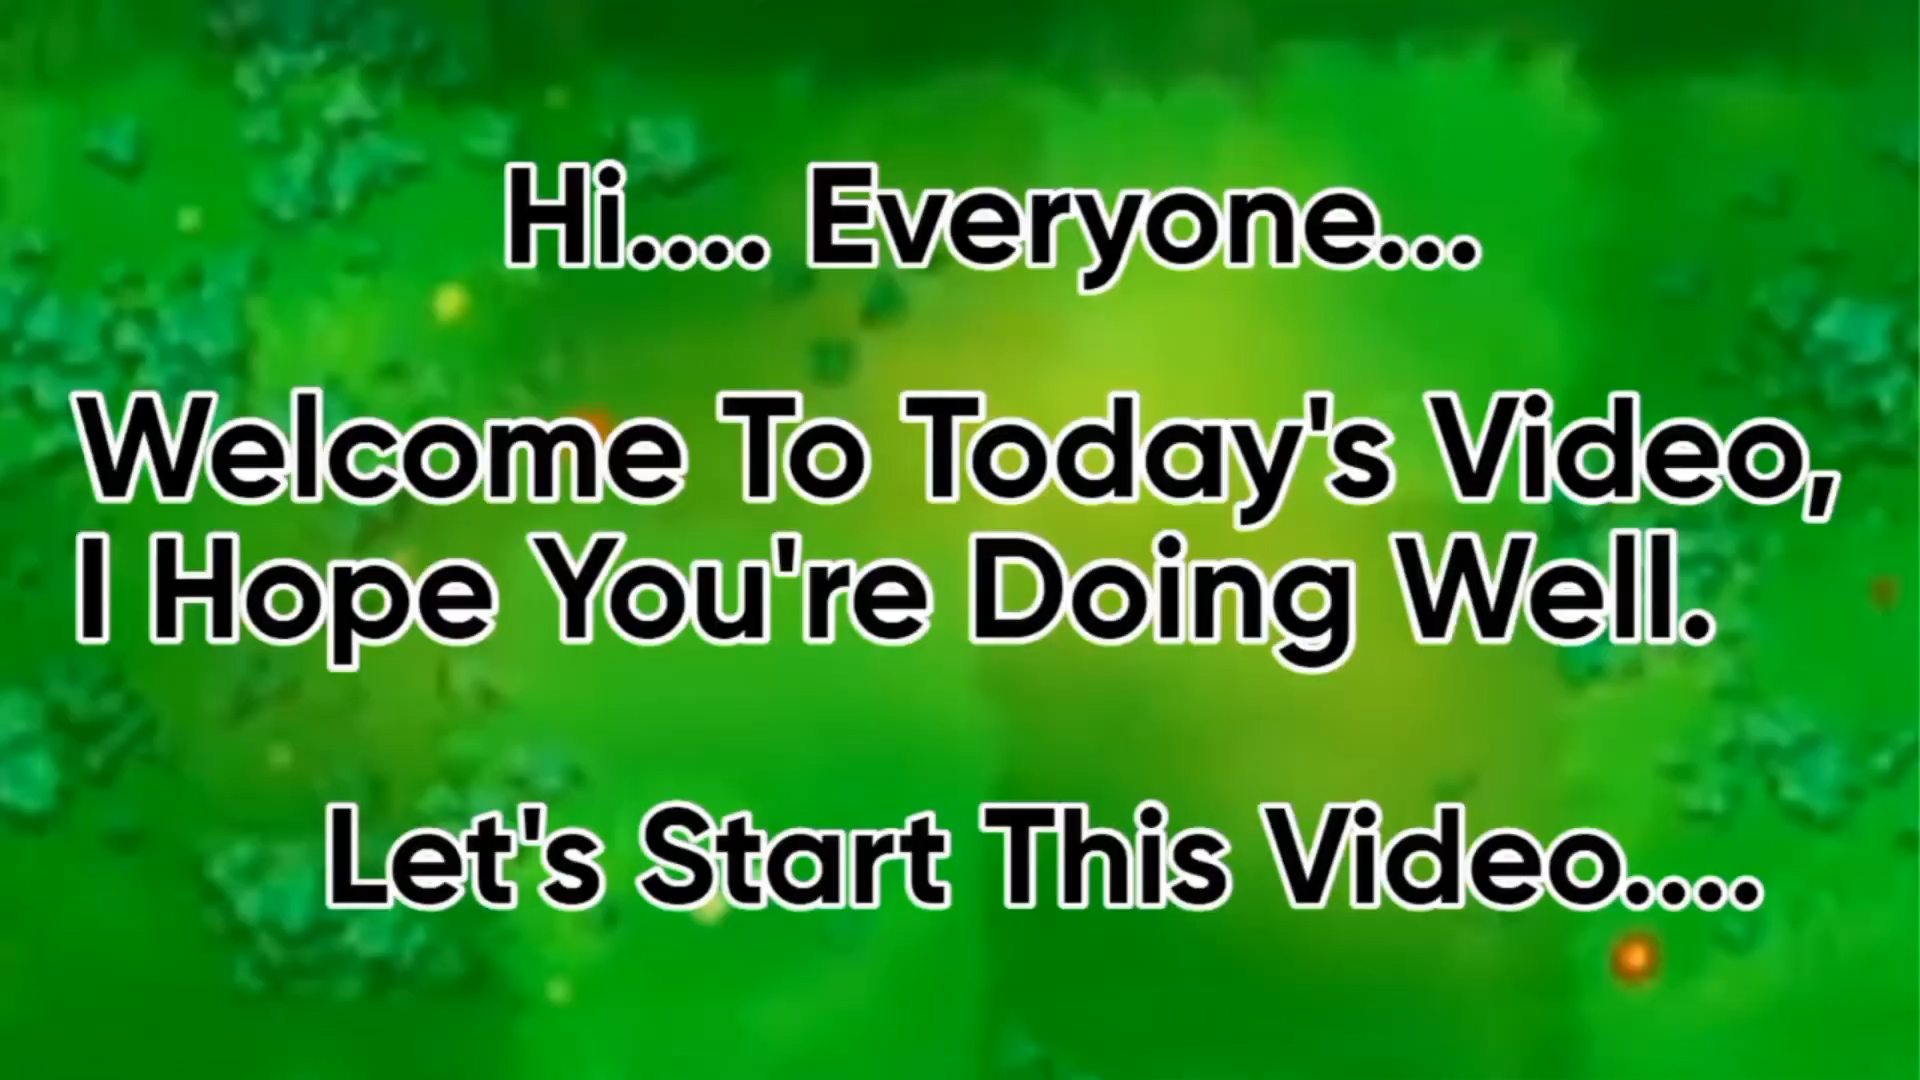 Hi.... Everyone...
Welcome To Today's Video,
I Hope You're Doing Well.
Let's Start This Video....